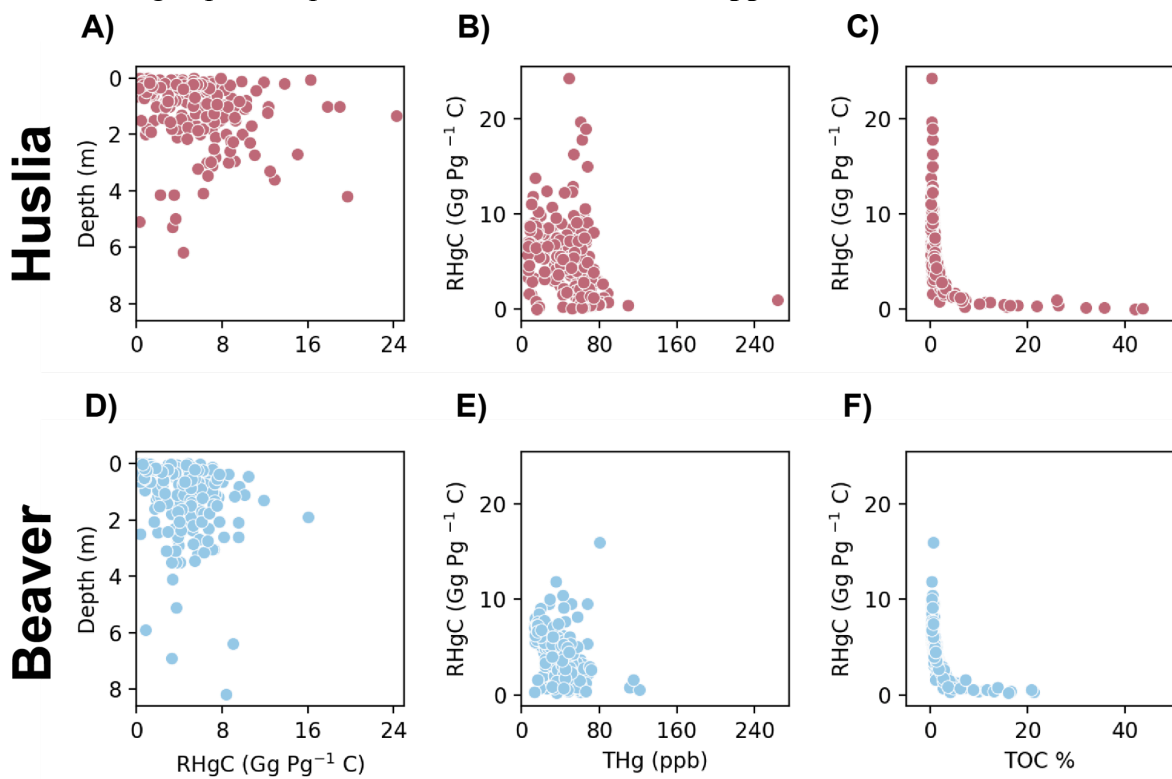 A)
B)
C)
Huslia
0
2
4
6
8
Depth (m)
0
8
16
24
RHgC (Gg Pg ⁻¹ C)
20
10
0
0
80
160
240
RHgC (Gg Pg ⁻¹ C)
20
10
0
0
20
40
D)
E)
F)
Beaver
0
2
4
6
8
Depth (m)
0
8
16
24
RHgC (Gg Pg⁻¹ C)
RHgC (Gg Pg ⁻¹ C)
20
10
0
0
80
160
240
THg (ppb)
RHgC (Gg Pg ⁻¹ C)
20
10
0
0
20
40
TOC %